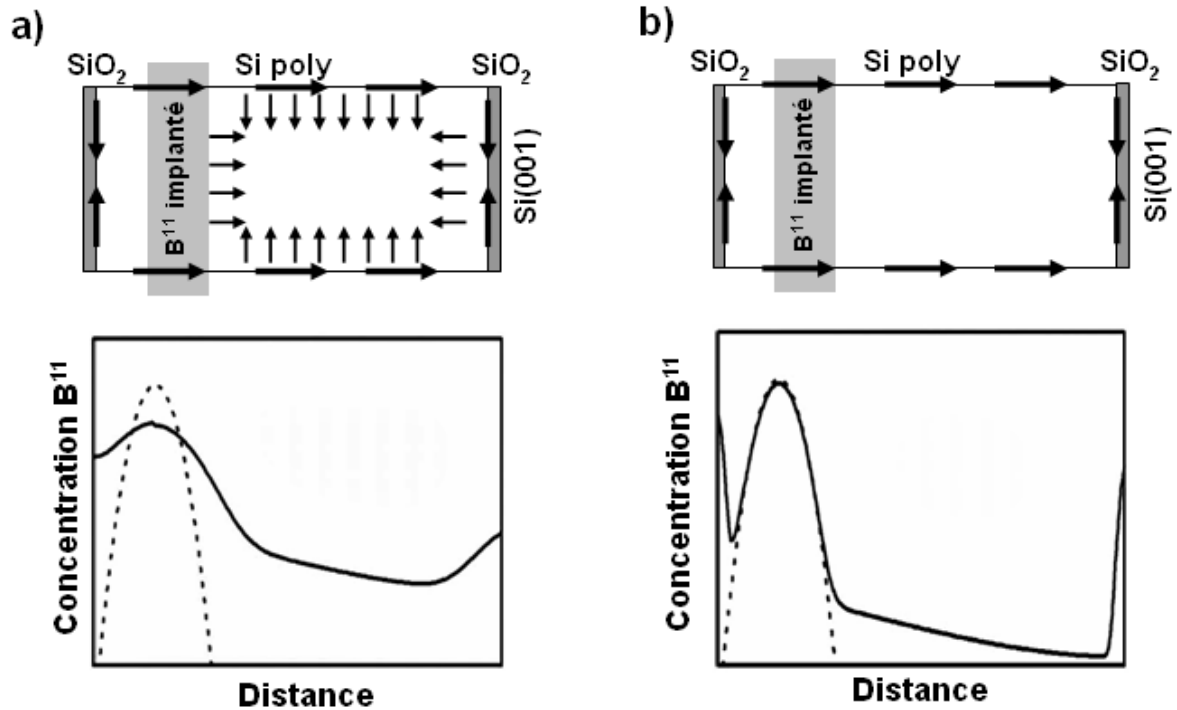 a)
SiO2 Si poly SiO2
B11 implanté
Si(001)
Concentration B11
Distance
b)
SiO2 Si poly SiO2
B11 implanté
Si(001)
Concentration B11
Distance